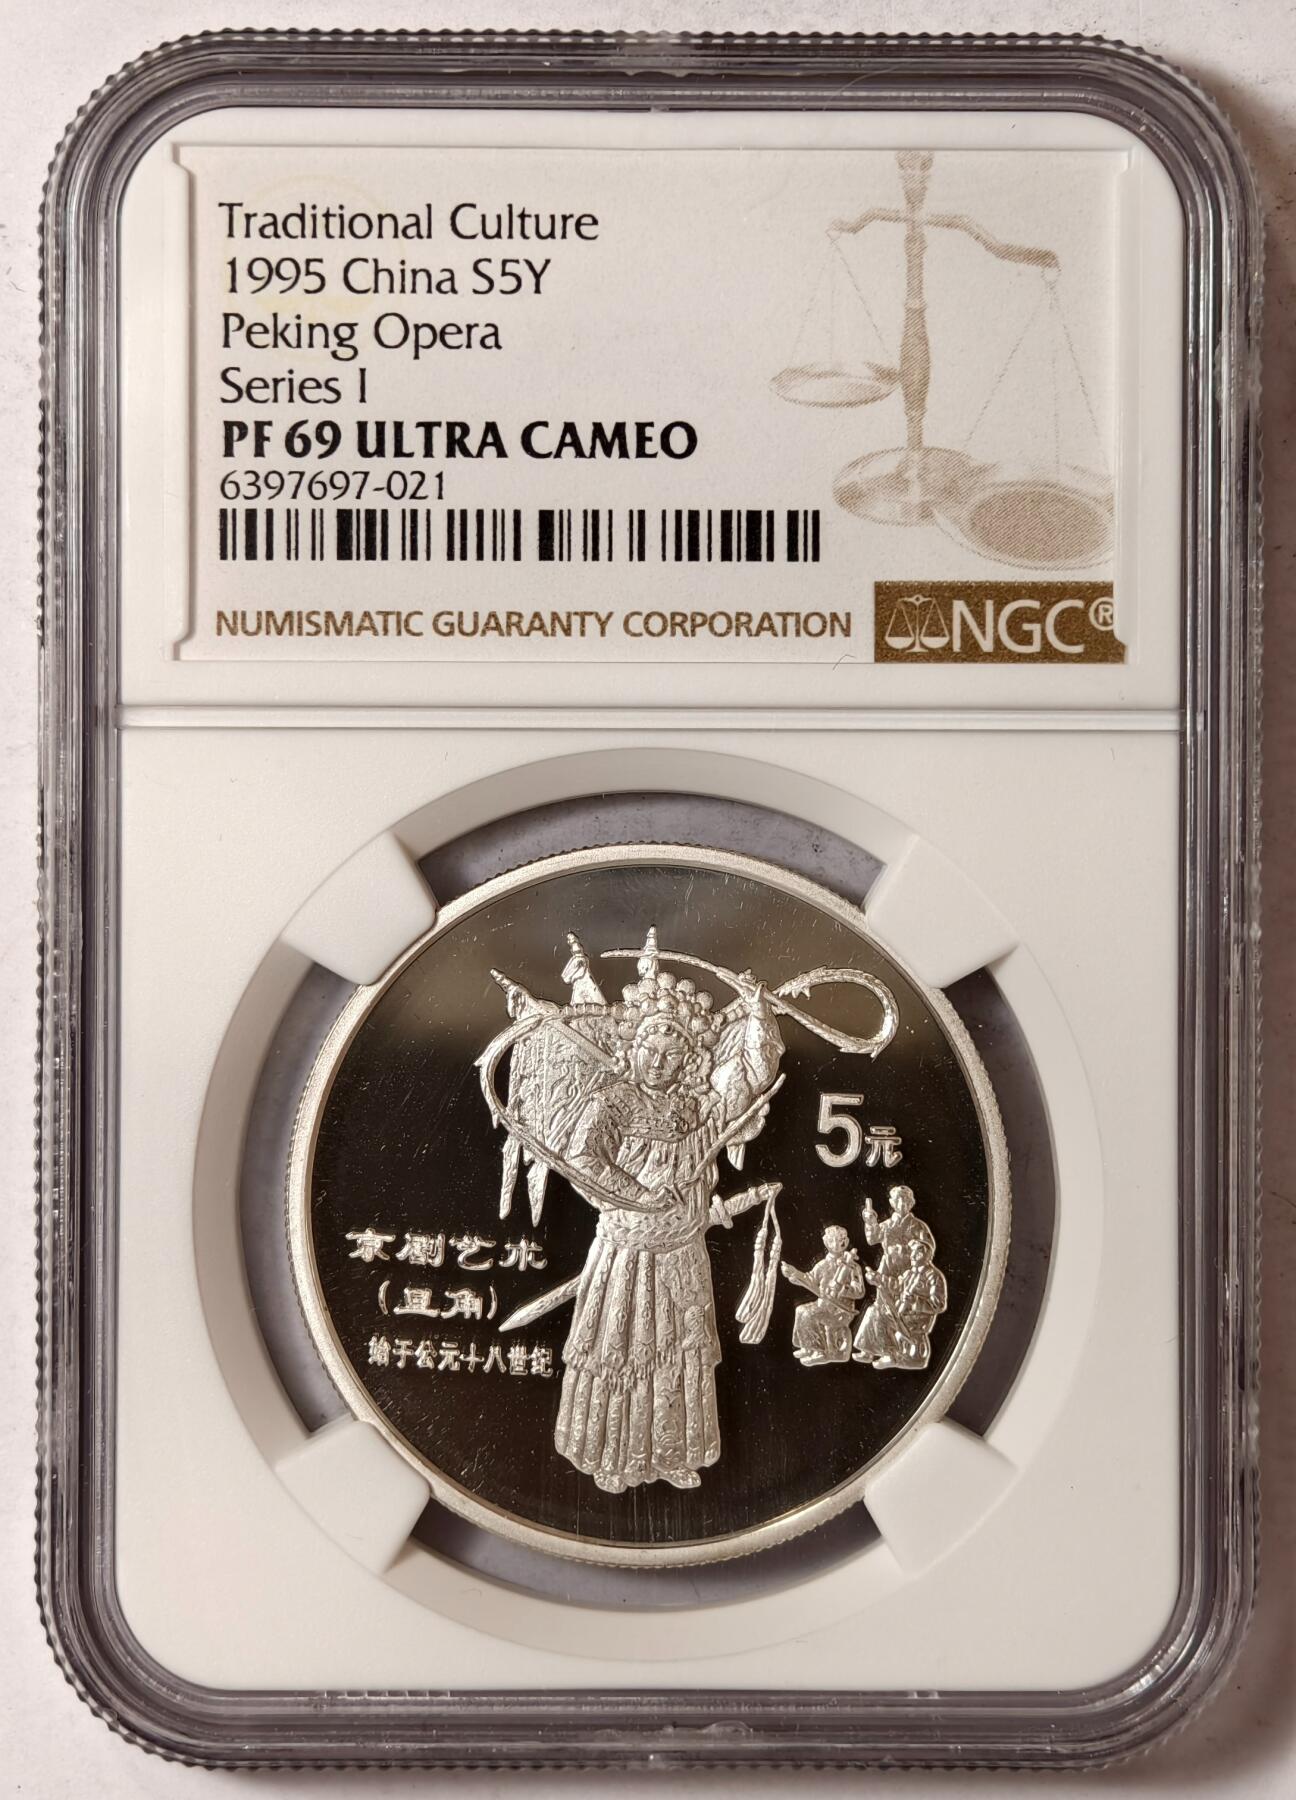 Traditional Culture
1995 China S5Y
Peking Opera
Series I
PF 69 ULTRA CAMEO
6397697-021
NUMISMATIC GUARANTY CORPORATION
NGC®
5元
京剧艺术
(旦角)
始于公元十八世纪